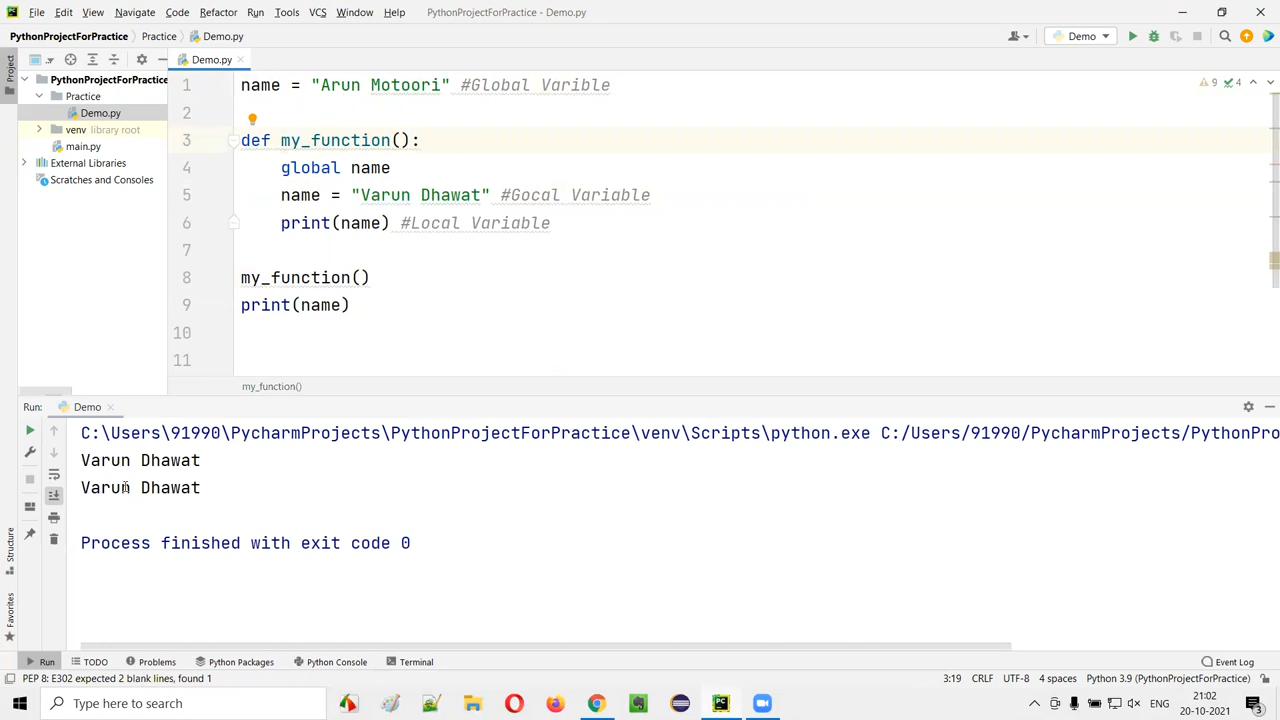 File Edit View Navigate Code Refactor Run Tools VCS Window Help PythonProjectForPractice - Demo.py
PythonProjectForPractice Practice Demo.py Demo
Project Demo.py
PythonProjectForPractice
Practice
Demo.py
venv library root
main.py
External Libraries
Scratches and Consoles
1 name = "Arun Motoori" #Global Varible
2
3 def my_function():
4 global name
5 name = "Varun Dhawat" #Gocal Variable
6 print(name) #Local Variable
7
8 my_function()
9 print(name)
10
11
9 4
my_function()
Run: Demo
C:\Users\91990\PycharmProjects\PythonProjectForPractice\venv\Scripts\python.exe C:/Users/91990/PycharmProjects/PythonPro
Varun Dhawat
Varun Dhawat
Process finished with exit code 0
Structure
Favorites
Run TODO Problems Python Packages Python Console Terminal Event Log
PEP 8: E302 expected 2 blank lines, found 1 3:19 CRLF UTF-8 4 spaces Python 3.9 (PythonProjectForPractice)
Type here to search ENG 21:02
20-10-2021 3